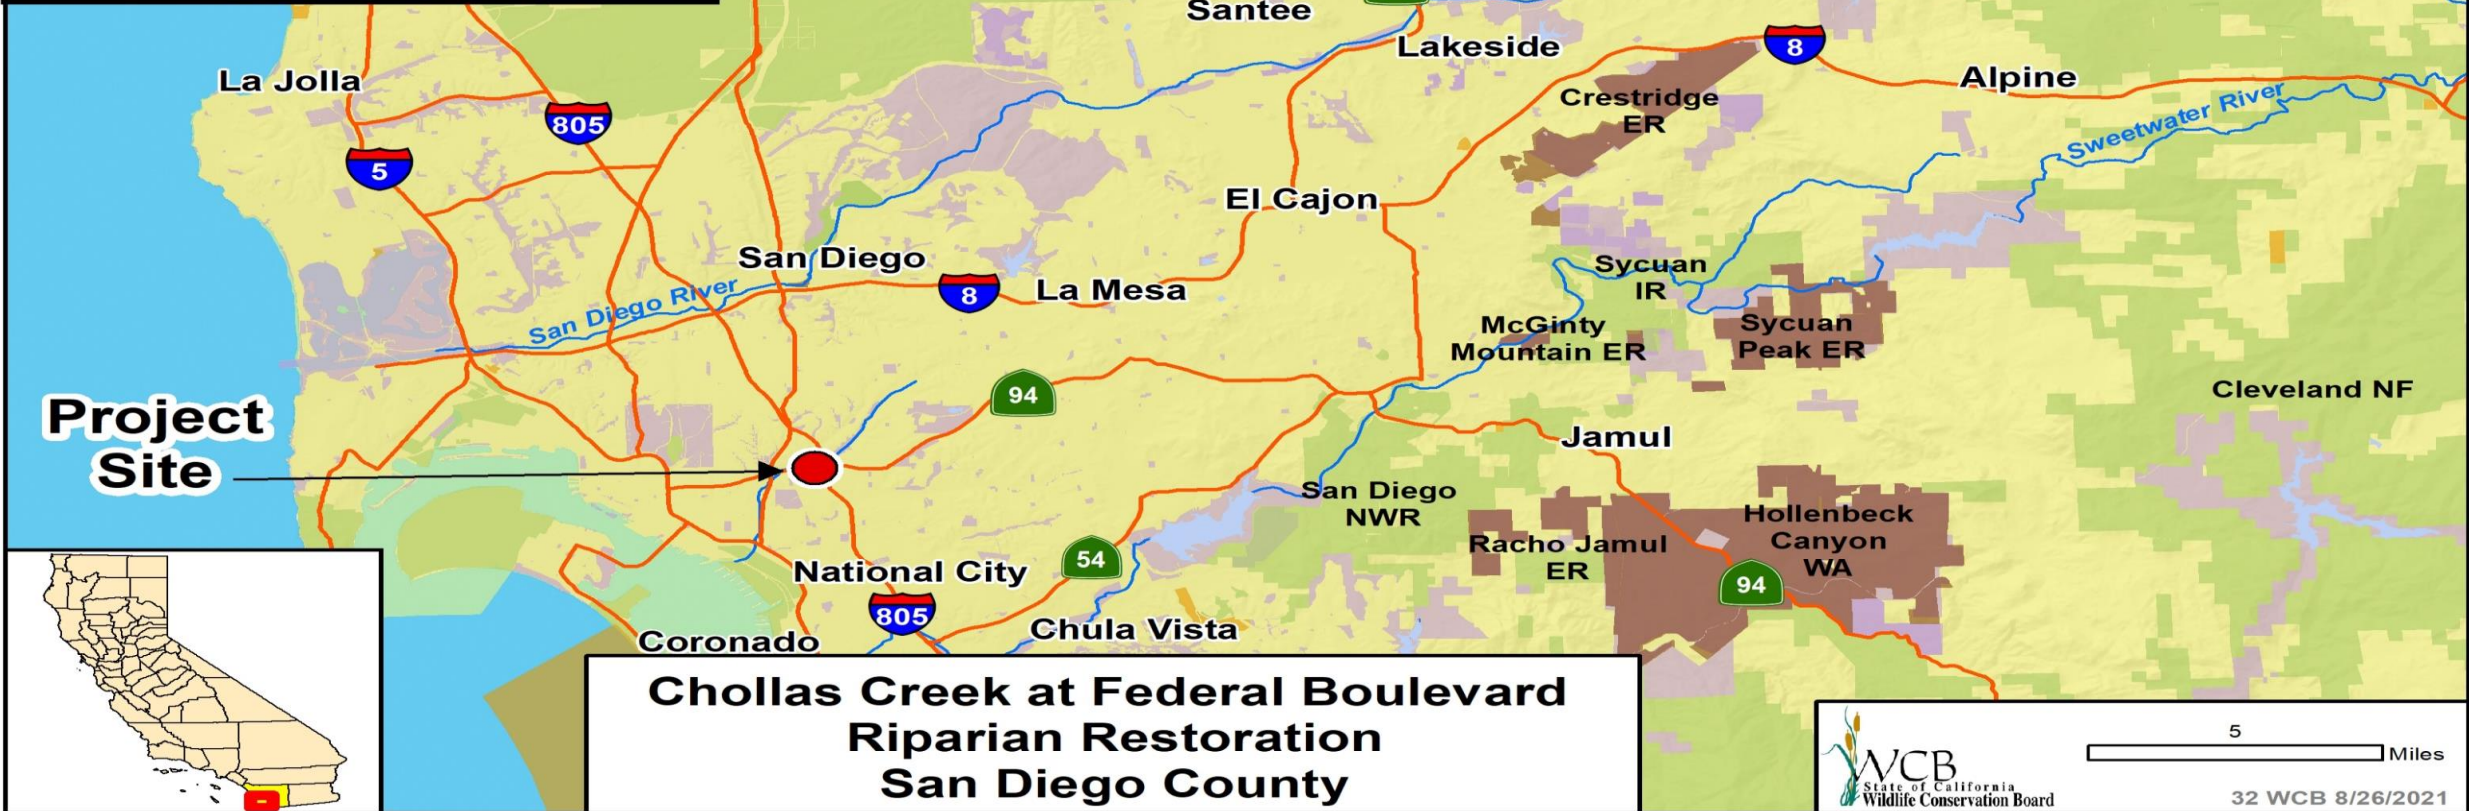 Santee
Lakeside
8
La Jolla
Alpine
Crestridge
ER
805
Sweetwater River
5
El Cajon
San Diego
Sycuan
IR
8
La Mesa
San Diego River
McGinty
Mountain ER
Sycuan
Peak ER
94
Cleveland NF
Project
Site
Jamul
San Diego
NWR
Hollenbeck
Canyon
WA
Racho Jamul
ER
54
National City
94
805
Chula Vista
Coronado
Chollas Creek at Federal Boulevard
Riparian Restoration
San Diego County
WCB
State of California
Wildlife Conservation Board
5
Miles
32 WCB 8/26/2021